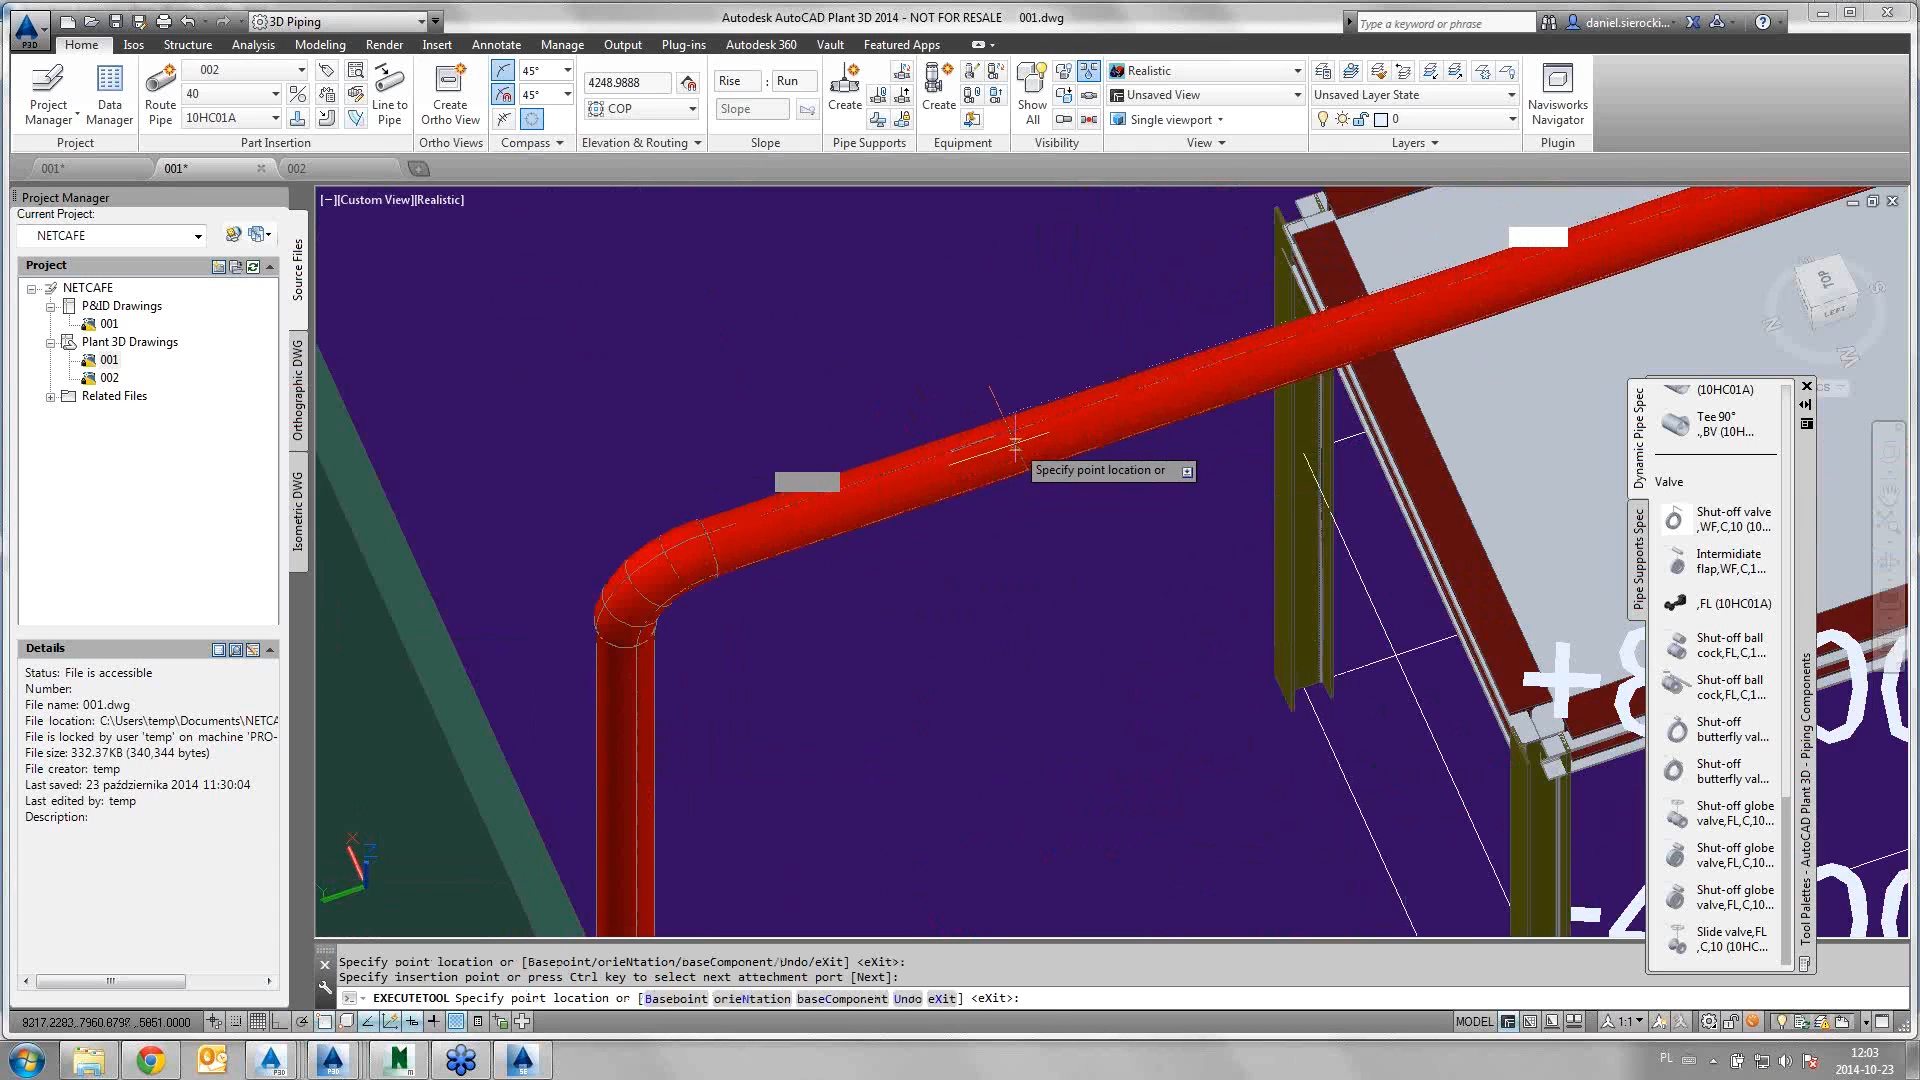 3D Piping
Autodesk AutoCAD Plant 3D 2014 - NOT FOR RESALE 001.dwg
Type a keyword or phrase
daniel.sierocki...
P3D
Home Isos Structure Analysis Modeling Render Insert Annotate Manage Output Plug-ins Autodesk 360 Vault Featured Apps
Project Manager
Data Manager
Project
Route Pipe
002
40
10HC01A
Line to Pipe
Part Insertion
Create Ortho View
Ortho Views
45°
45°
Compass
4248.9888
COP
Elevation & Routing
Rise : Run
Slope
Slope
Create
Pipe Supports
Create
Equipment
Show All
Visibility
Realistic
Unsaved View
Single viewport
View
Unsaved Layer State
0
Layers
Navisworks Navigator
Plugin
001* 001* 002
Project Manager
Current Project:
NETCAFE
Project
NETCAFE
P&ID Drawings
001
Plant 3D Drawings
001
002
Related Files
Source Files
Orthographic DWG
Isometric DWG
Details
Status: File is accessible
Number:
File name: 001.dwg
File location: C:\Users\temp\Documents\NETCA
File is locked by user 'temp' on machine 'PRO-
File size: 332.37KB (340,344 bytes)
File creator: temp
Last saved: 23 października 2014 11:30:04
Last edited by: temp
Description:
[−][Custom View][Realistic]
TOP
LEFT
N
S
W
X
Y
Specify point location or
Dynamic Pipe Spec
Pipe Supports Spec
(10HC01A)
Tee 90°
.,BV (10H...
Valve
Shut-off valve
,WF,C,10 (10...
Intermidiate
flap,WF,C,1...
,FL (10HC01A)
Shut-off ball
cock,FL,C,1...
Shut-off ball
cock,FL,C,1...
Shut-off
butterfly val...
Shut-off
butterfly val...
Shut-off globe
valve,FL,C,10...
Shut-off globe
valve,FL,C,10...
Shut-off globe
valve,FL,C,10...
Slide valve,FL
,C,10 (10HC...
Tool Palettes - AutoCAD Plant 3D - Piping Components
Specify point location or [Basepoint/orieNtation/baseComponent/Undo/eXit] <eXit>:
Specify insertion point or press Ctrl key to select next attachment port [Next]:
EXECUTETOOL Specify point location or [Basepoint orieNtation baseComponent Undo eXit] <eXit>:
MODEL
1:1
PL
12:03
2014-10-23